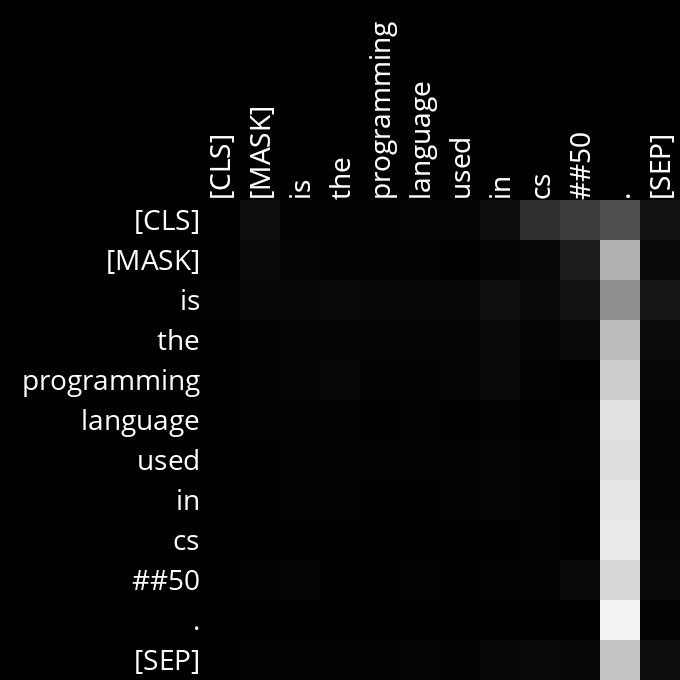 [CLS]
[MASK]
is
the
programming
language
used
in
cs
##50
.
[SEP]
[CLS]
[MASK]
is
the
programming
language
used
in
cs
##50
.
[SEP]